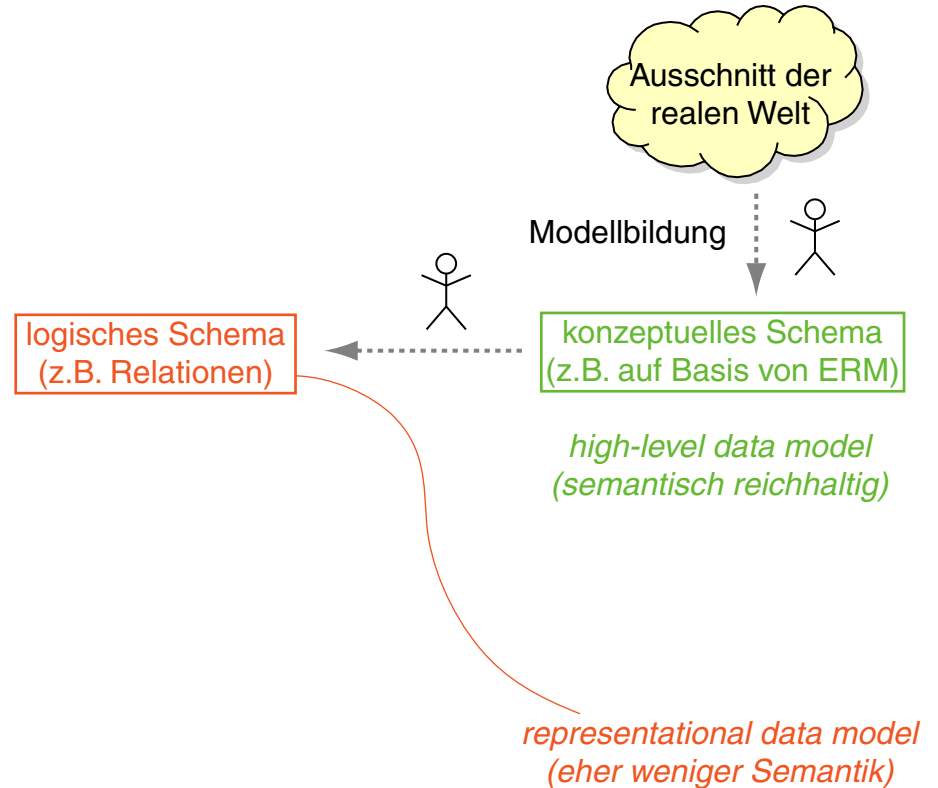 Ausschnitt der
realen Welt
Modellbildung
logisches Schema
(z.B. Relationen)
konzeptuelles Schema
(z.B. auf Basis von ERM)
high-level data model
(semantisch reichhaltig)
representational data model
(eher weniger Semantik)